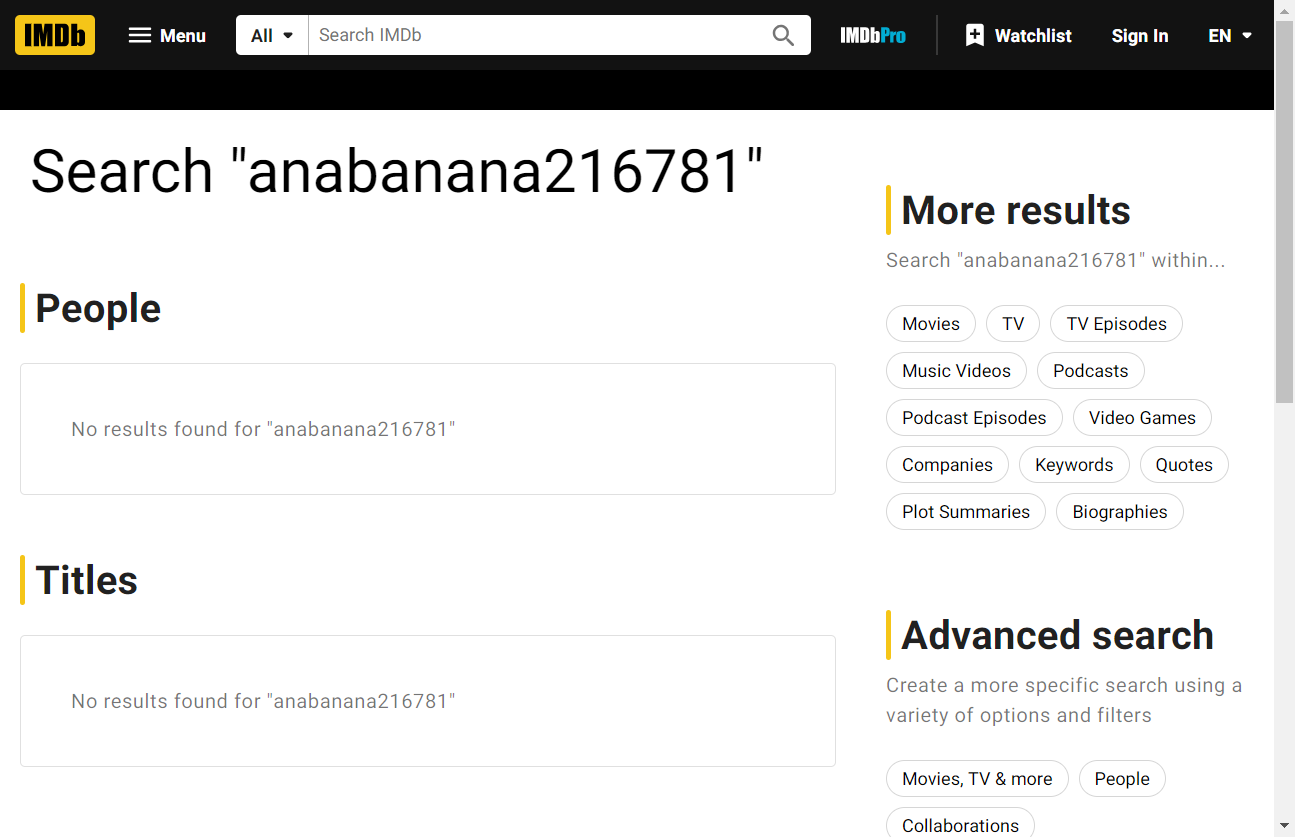 IMDb Menu All Search IMDb IMDbPro Watchlist Sign In EN
Search "anabanana216781"
People
No results found for "anabanana216781"
Titles
No results found for "anabanana216781"
More results
Search "anabanana216781" within...
Movies TV TV Episodes
Music Videos Podcasts
Podcast Episodes Video Games
Companies Keywords Quotes
Plot Summaries Biographies
Advanced search
Create a more specific search using a
variety of options and filters
Movies, TV & more People
Collaborations